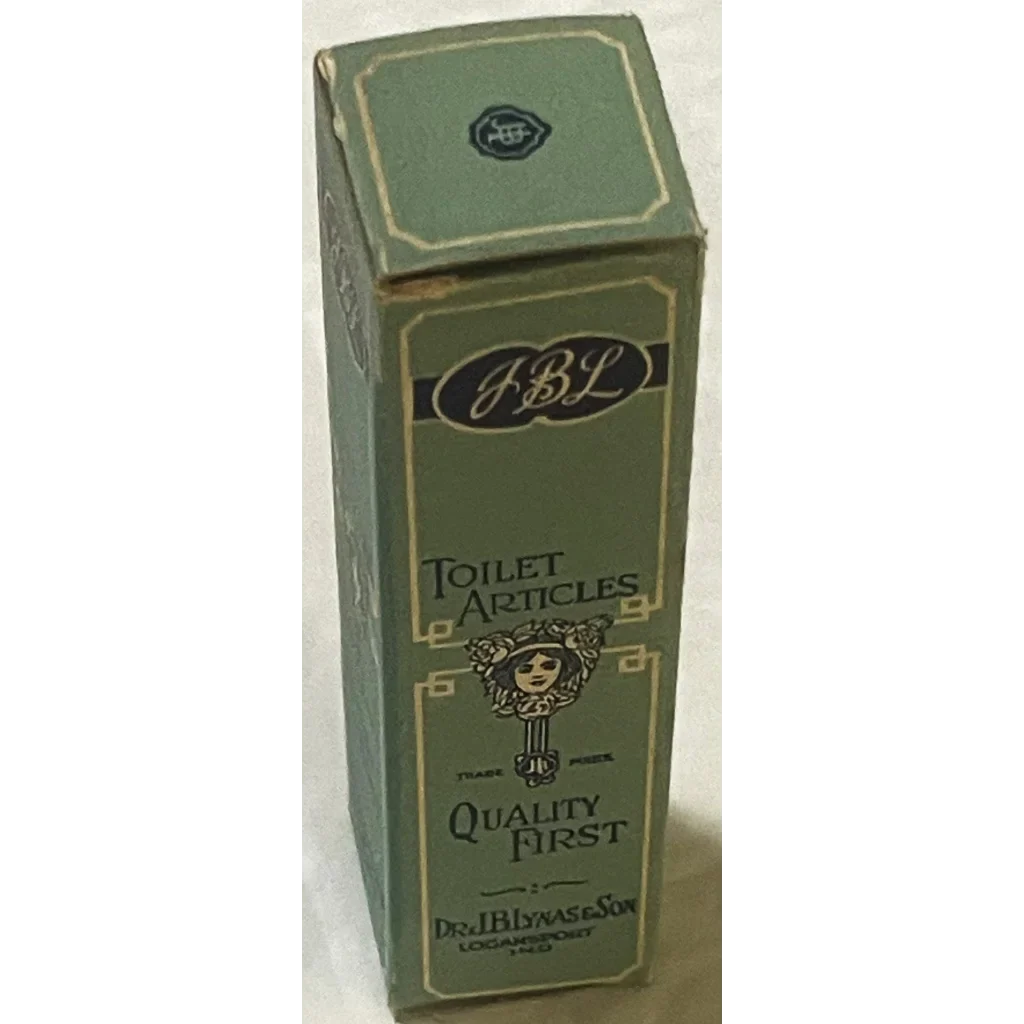 JBL
TOILET
ARTICLES
TRADE MARK
QUALITY
FIRST
DR. J. B. LYNAS & SON
LOGANSPORT
IND